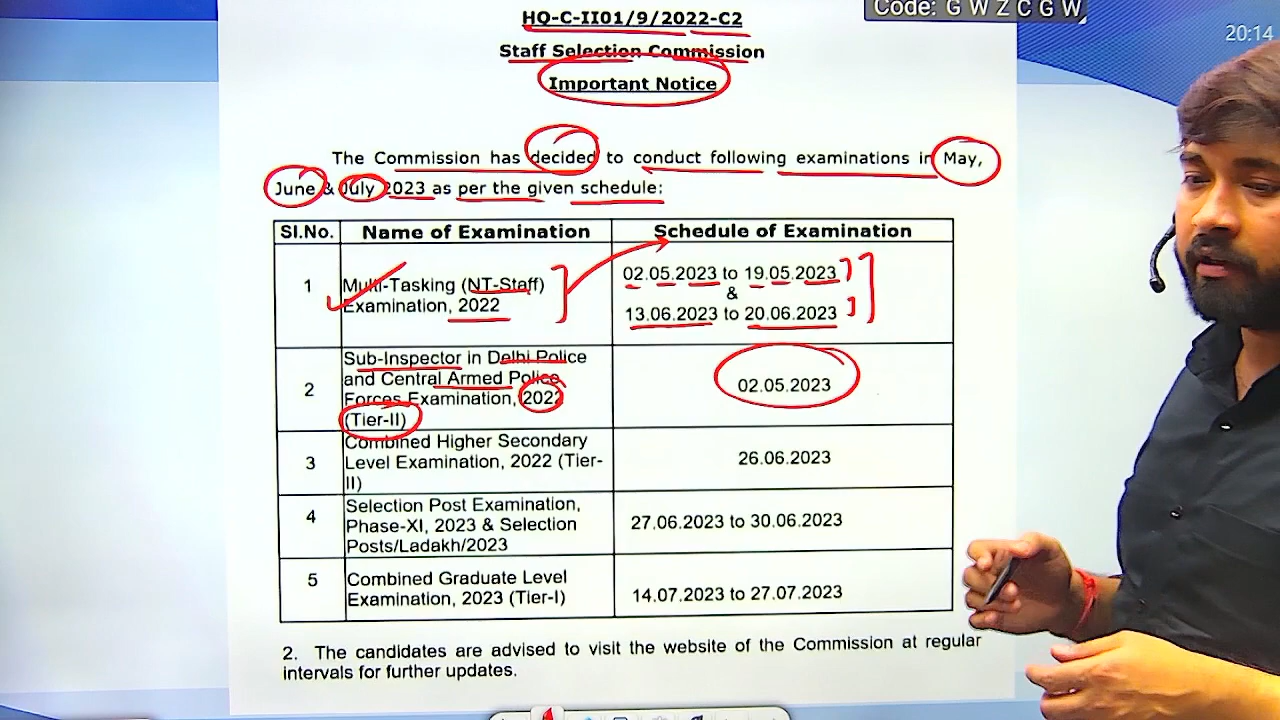 Code: G W Z C G W
20:14
HQ-C-II01/9/2022-C2
Staff Selection Commission
Important Notice
The Commission has decided to conduct following examinations in May,
June & July 2023 as per the given schedule:
Sl.No. Name of Examination Schedule of Examination
1 Multi-Tasking (NT-Staff)
Examination, 2022
02.05.2023 to 19.05.2023
&
13.06.2023 to 20.06.2023
2 Sub-Inspector in Delhi Police
and Central Armed Police
Forces Examination, 2022
(Tier-II)
02.05.2023
3 Combined Higher Secondary
Level Examination, 2022 (Tier-
II)
26.06.2023
4 Selection Post Examination,
Phase-XI, 2023 & Selection
Posts/Ladakh/2023
27.06.2023 to 30.06.2023
5 Combined Graduate Level
Examination, 2023 (Tier-I)
14.07.2023 to 27.07.2023
2. The candidates are advised to visit the website of the Commission at regular
intervals for further updates.